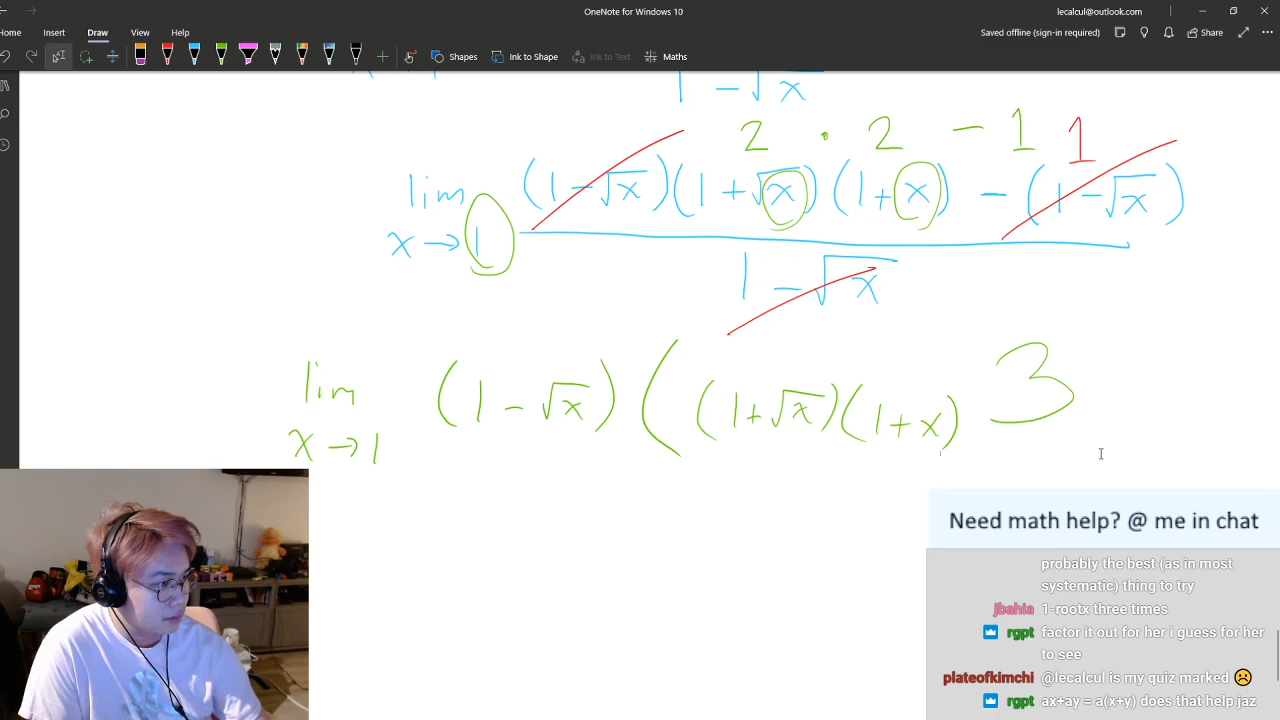 OneNote for Windows 10
lecalcul@outlook.com
Home Insert Draw View Help
Saved offline (sign-in required) Share
Shapes Ink to Shape Ink to Text Maths
1 - √x
2 · 2 - 1 1
lim (1 - √x)(1 + √x)(1 + x) - (1 - √x)
x → 1
1 - √x
lim (1 - √x) ( (1 + √x)(1 + x) 3
x → 1
Need math help? @ me in chat
probably the best (as in most
systematic) thing to try
jbahia 1-rootx three times
rgpt factor it out for her i guess for her
to see
plateofkimchi @lecalcul is my quiz marked ☹️
rgpt ax+ay = a(x+y) does that help jaz